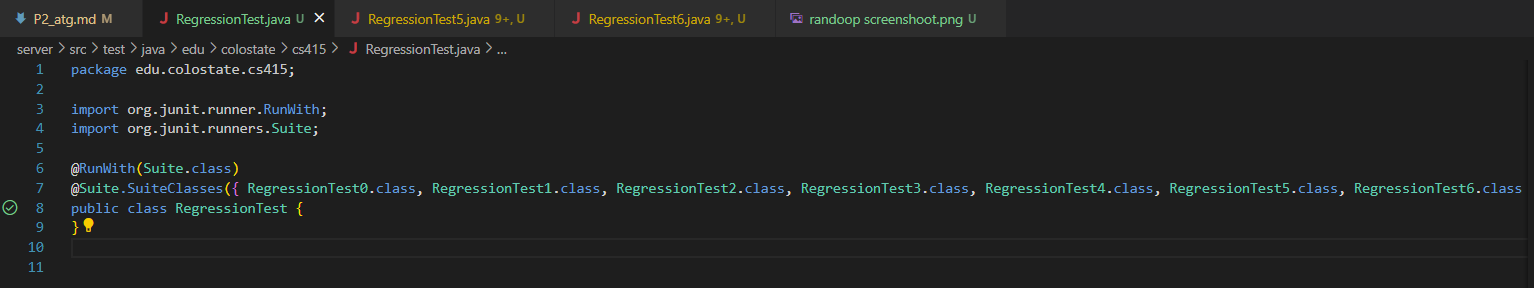 P2_atg.md M RegressionTest.java U RegressionTest5.java 9+, U RegressionTest6.java 9+, U randoop screenshoot.png U
server > src > test > java > edu > colostate > cs415 > J RegressionTest.java > ...
1 package edu.colostate.cs415;
2
3 import org.junit.runner.RunWith;
4 import org.junit.runners.Suite;
5
6 @RunWith(Suite.class)
7 @Suite.SuiteClasses({ RegressionTest0.class, RegressionTest1.class, RegressionTest2.class, RegressionTest3.class, RegressionTest4.class, RegressionTest5.class, RegressionTest6.class
8 public class RegressionTest {
9 }
10
11